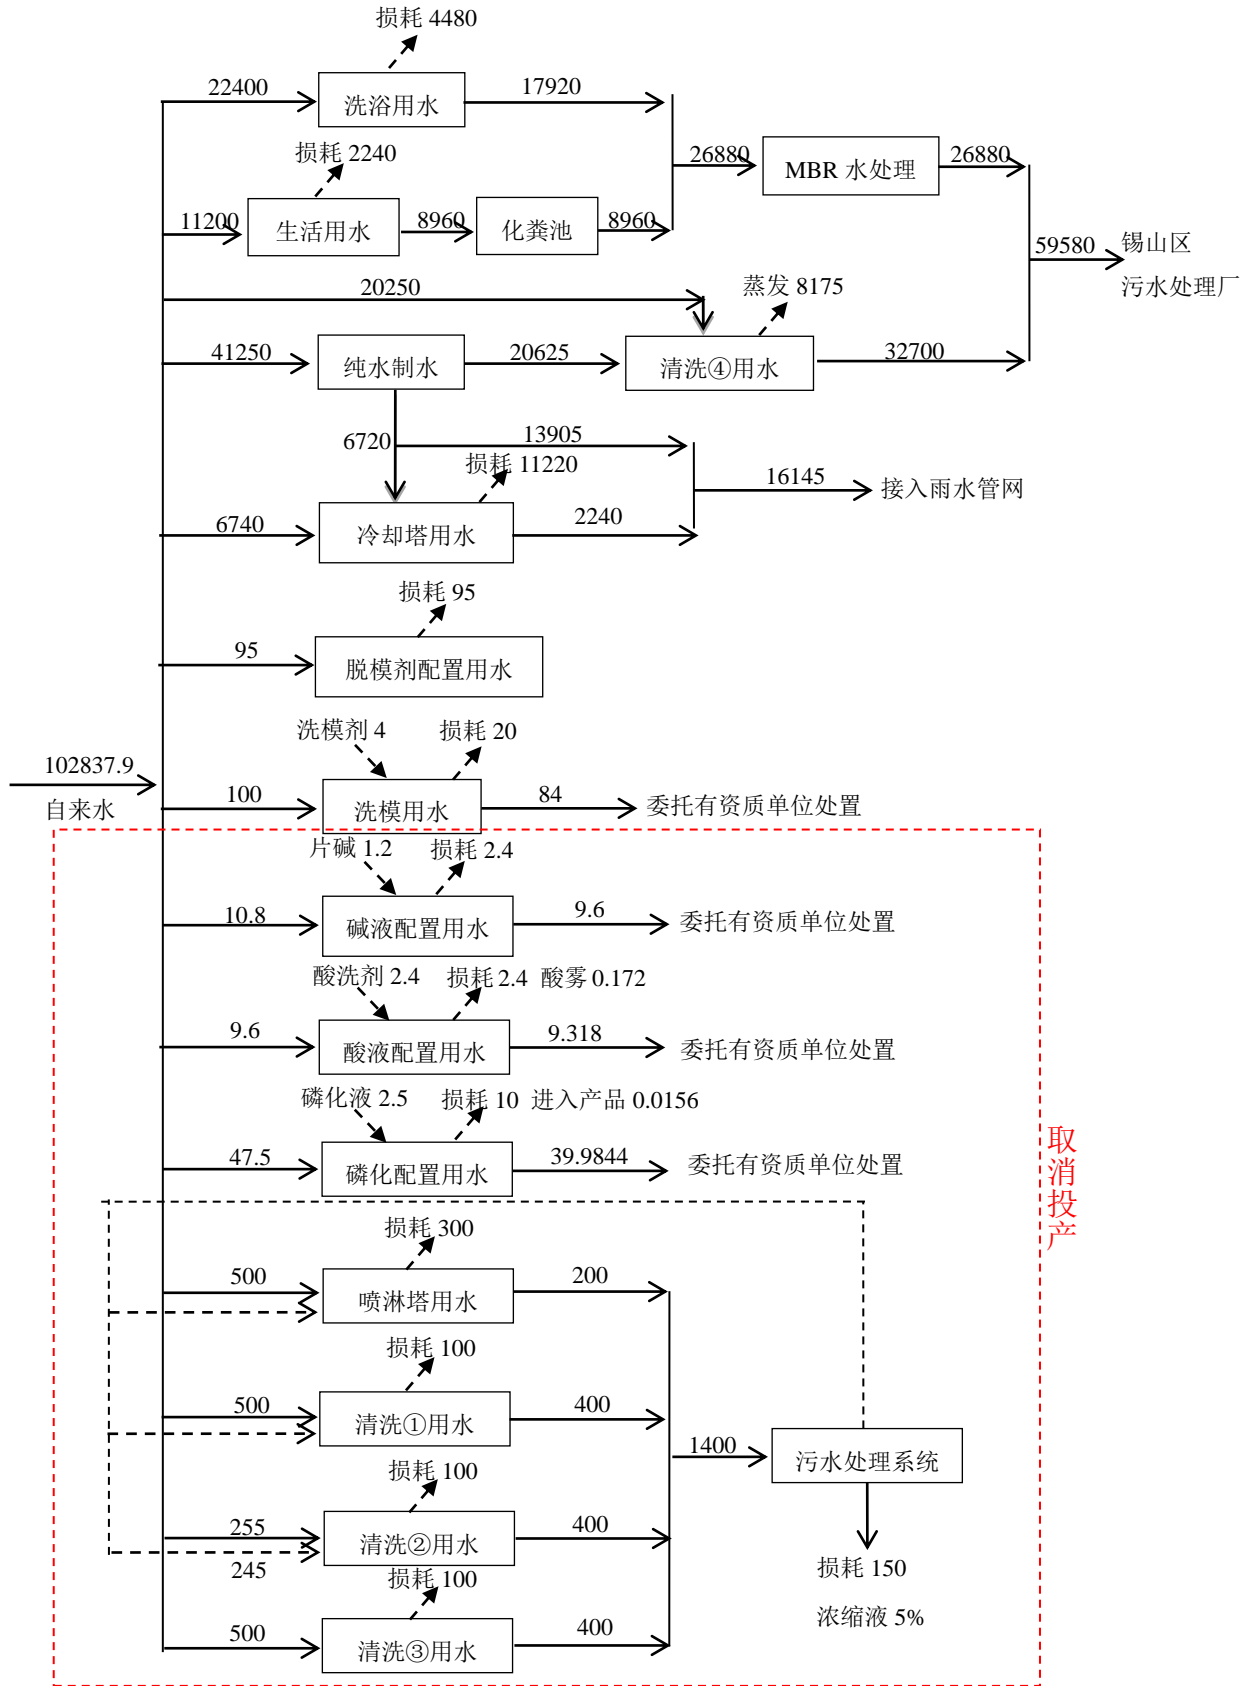 损耗 4480
22400
洗浴用水
17920
损耗 2240
26880
MBR 水处理
26880
11200
生活用水
8960
化粪池
8960
59580
锡山区
污水处理厂
20250
蒸发 8175
41250
纯水制水
20625
清洗④用水
32700
6720
13905
损耗 11220
16145
接入雨水管网
6740
冷却塔用水
2240
损耗 95
95
脱模剂配置用水
洗模剂 4
损耗 20
102837.9
自来水
100
洗模用水
84
委托有资质单位处置
片碱 1.2
损耗 2.4
10.8
碱液配置用水
9.6
委托有资质单位处置
酸洗剂 2.4
损耗 2.4 酸雾 0.172
9.6
酸液配置用水
9.318
委托有资质单位处置
磷化液 2.5
损耗 10 进入产品 0.0156
47.5
磷化配置用水
39.9844
委托有资质单位处置
取消投产
损耗 300
500
喷淋塔用水
200
损耗 100
500
清洗①用水
400
1400
污水处理系统
损耗 100
255
245
清洗②用水
400
损耗 150
浓缩液 5%
损耗 100
500
清洗③用水
400